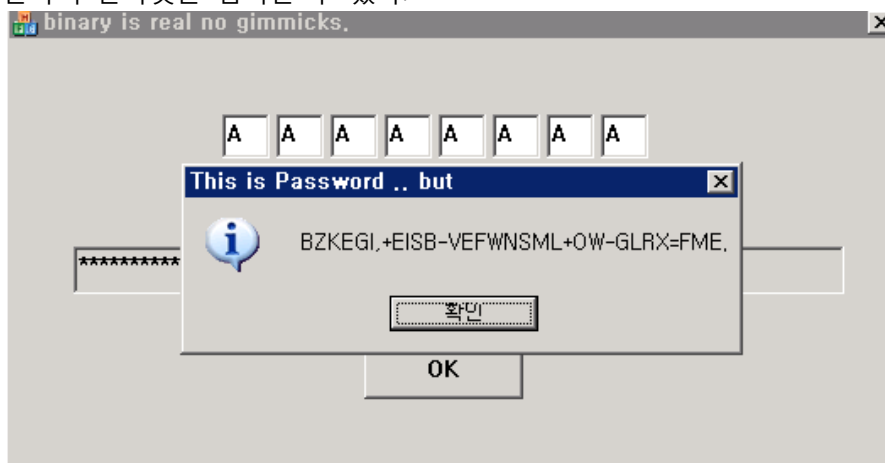 binary is real no gimmicks.
A A A A A A A A
This is Password .. but
BZKEGI,+EISB-VEFWNSML+OW-GLRX=FME,
**********
확인
OK